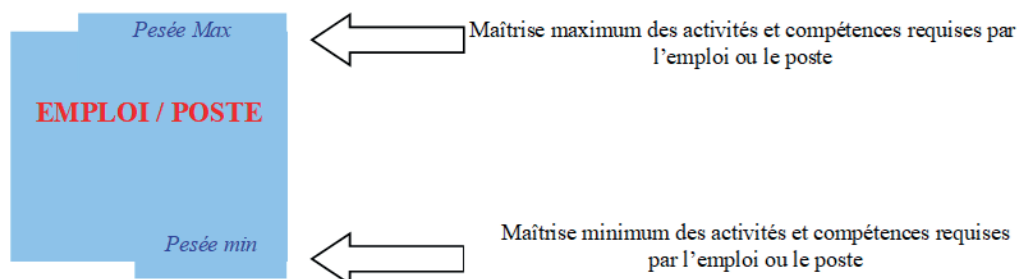 Pesée Max
Maîtrise maximum des activités et compétences requises par
l’emploi ou le poste
EMPLOI / POSTE
Pesée min
Maîtrise minimum des activités et compétences requises
par l’emploi ou le poste